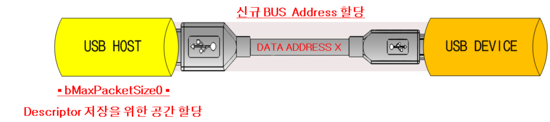 신규 BUS Address 할당
USB HOST
DATA ADDRESS X
USB DEVICE
▪ bMaxPacketSize0 ▪
Descriptor 저장을 위한 공간 할당